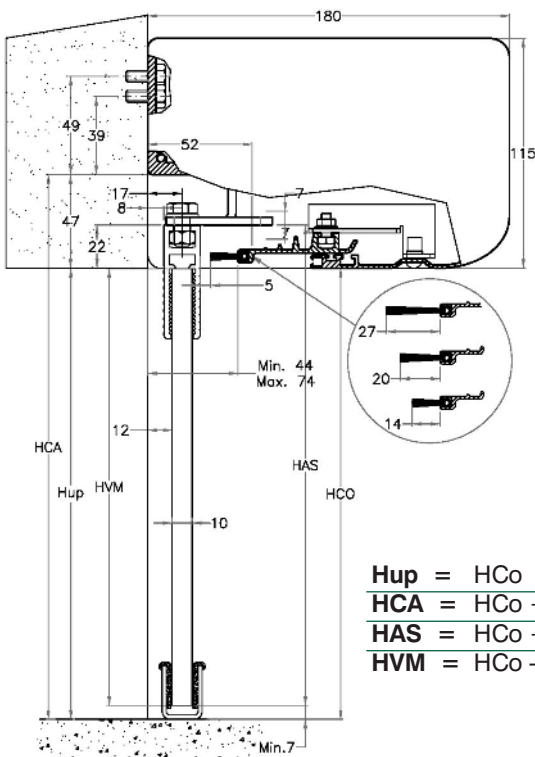 180
49
39
52
115
17
7
8
47
22
7
5
27
Min. 44
Max. 74
20
14
12
HCA
Hup
HVM
HAS
HCO
10
Hup = HCo
HCA = HCo -
HAS = HCo -
HVM = HCo -
Min.7